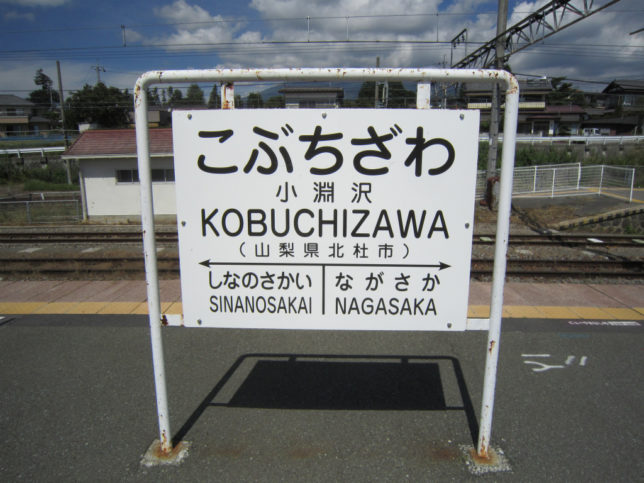 こぶちざわ
小淵沢
KOBUCHIZAWA
(山梨県北杜市)
しなのさかい ながさか
SINANOSAKAI NAGASAKA